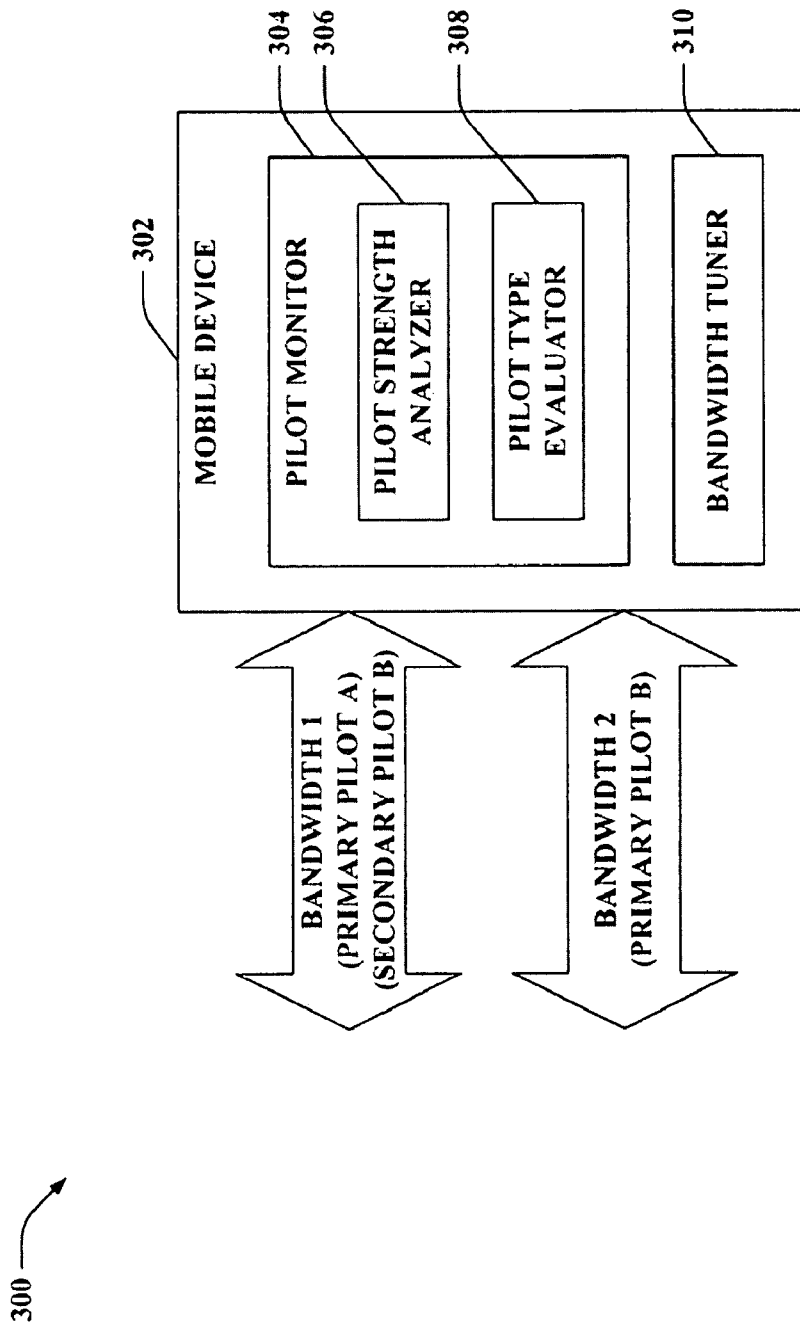 300
302
MOBILE DEVICE
304
PILOT MONITOR
306
PILOT STRENGTH
ANALYZER
308
PILOT TYPE
EVALUATOR
310
BANDWIDTH TUNER
BANDWIDTH 1
(PRIMARY PILOT A)
(SECONDARY PILOT B)
BANDWIDTH 2
(PRIMARY PILOT B)